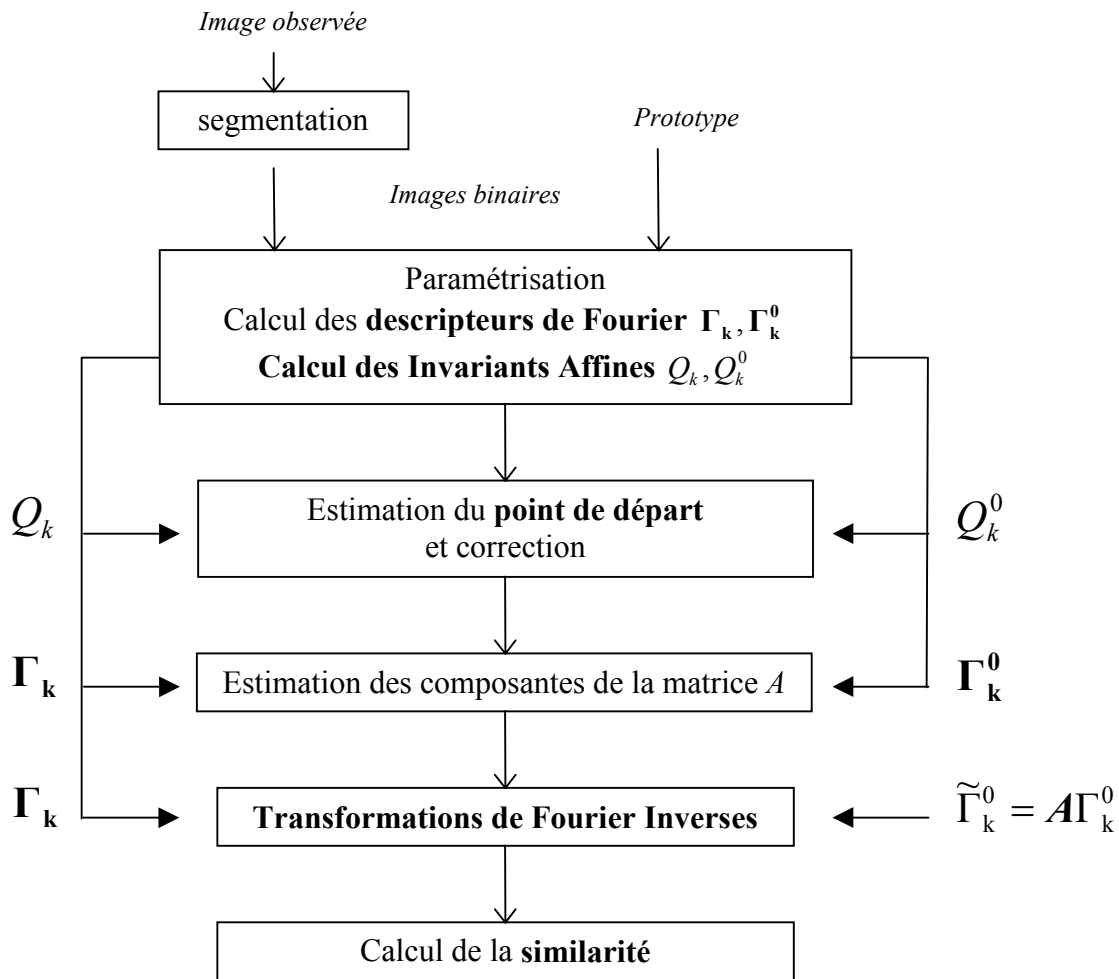 Image observée
segmentation
Prototype
Images binaires
Paramétrisation
Calcul des descripteurs de Fourier Γ_k, Γ_k^0
Calcul des Invariants Affines Q_k, Q_k^0
Q_k
Estimation du point de départ
et correction
Q_k^0
Γ_k
Estimation des composantes de la matrice A
Γ_k^0
Γ_k
Transformations de Fourier Inverses
Γ̃_k^0 = AΓ_k^0
Calcul de la similarité